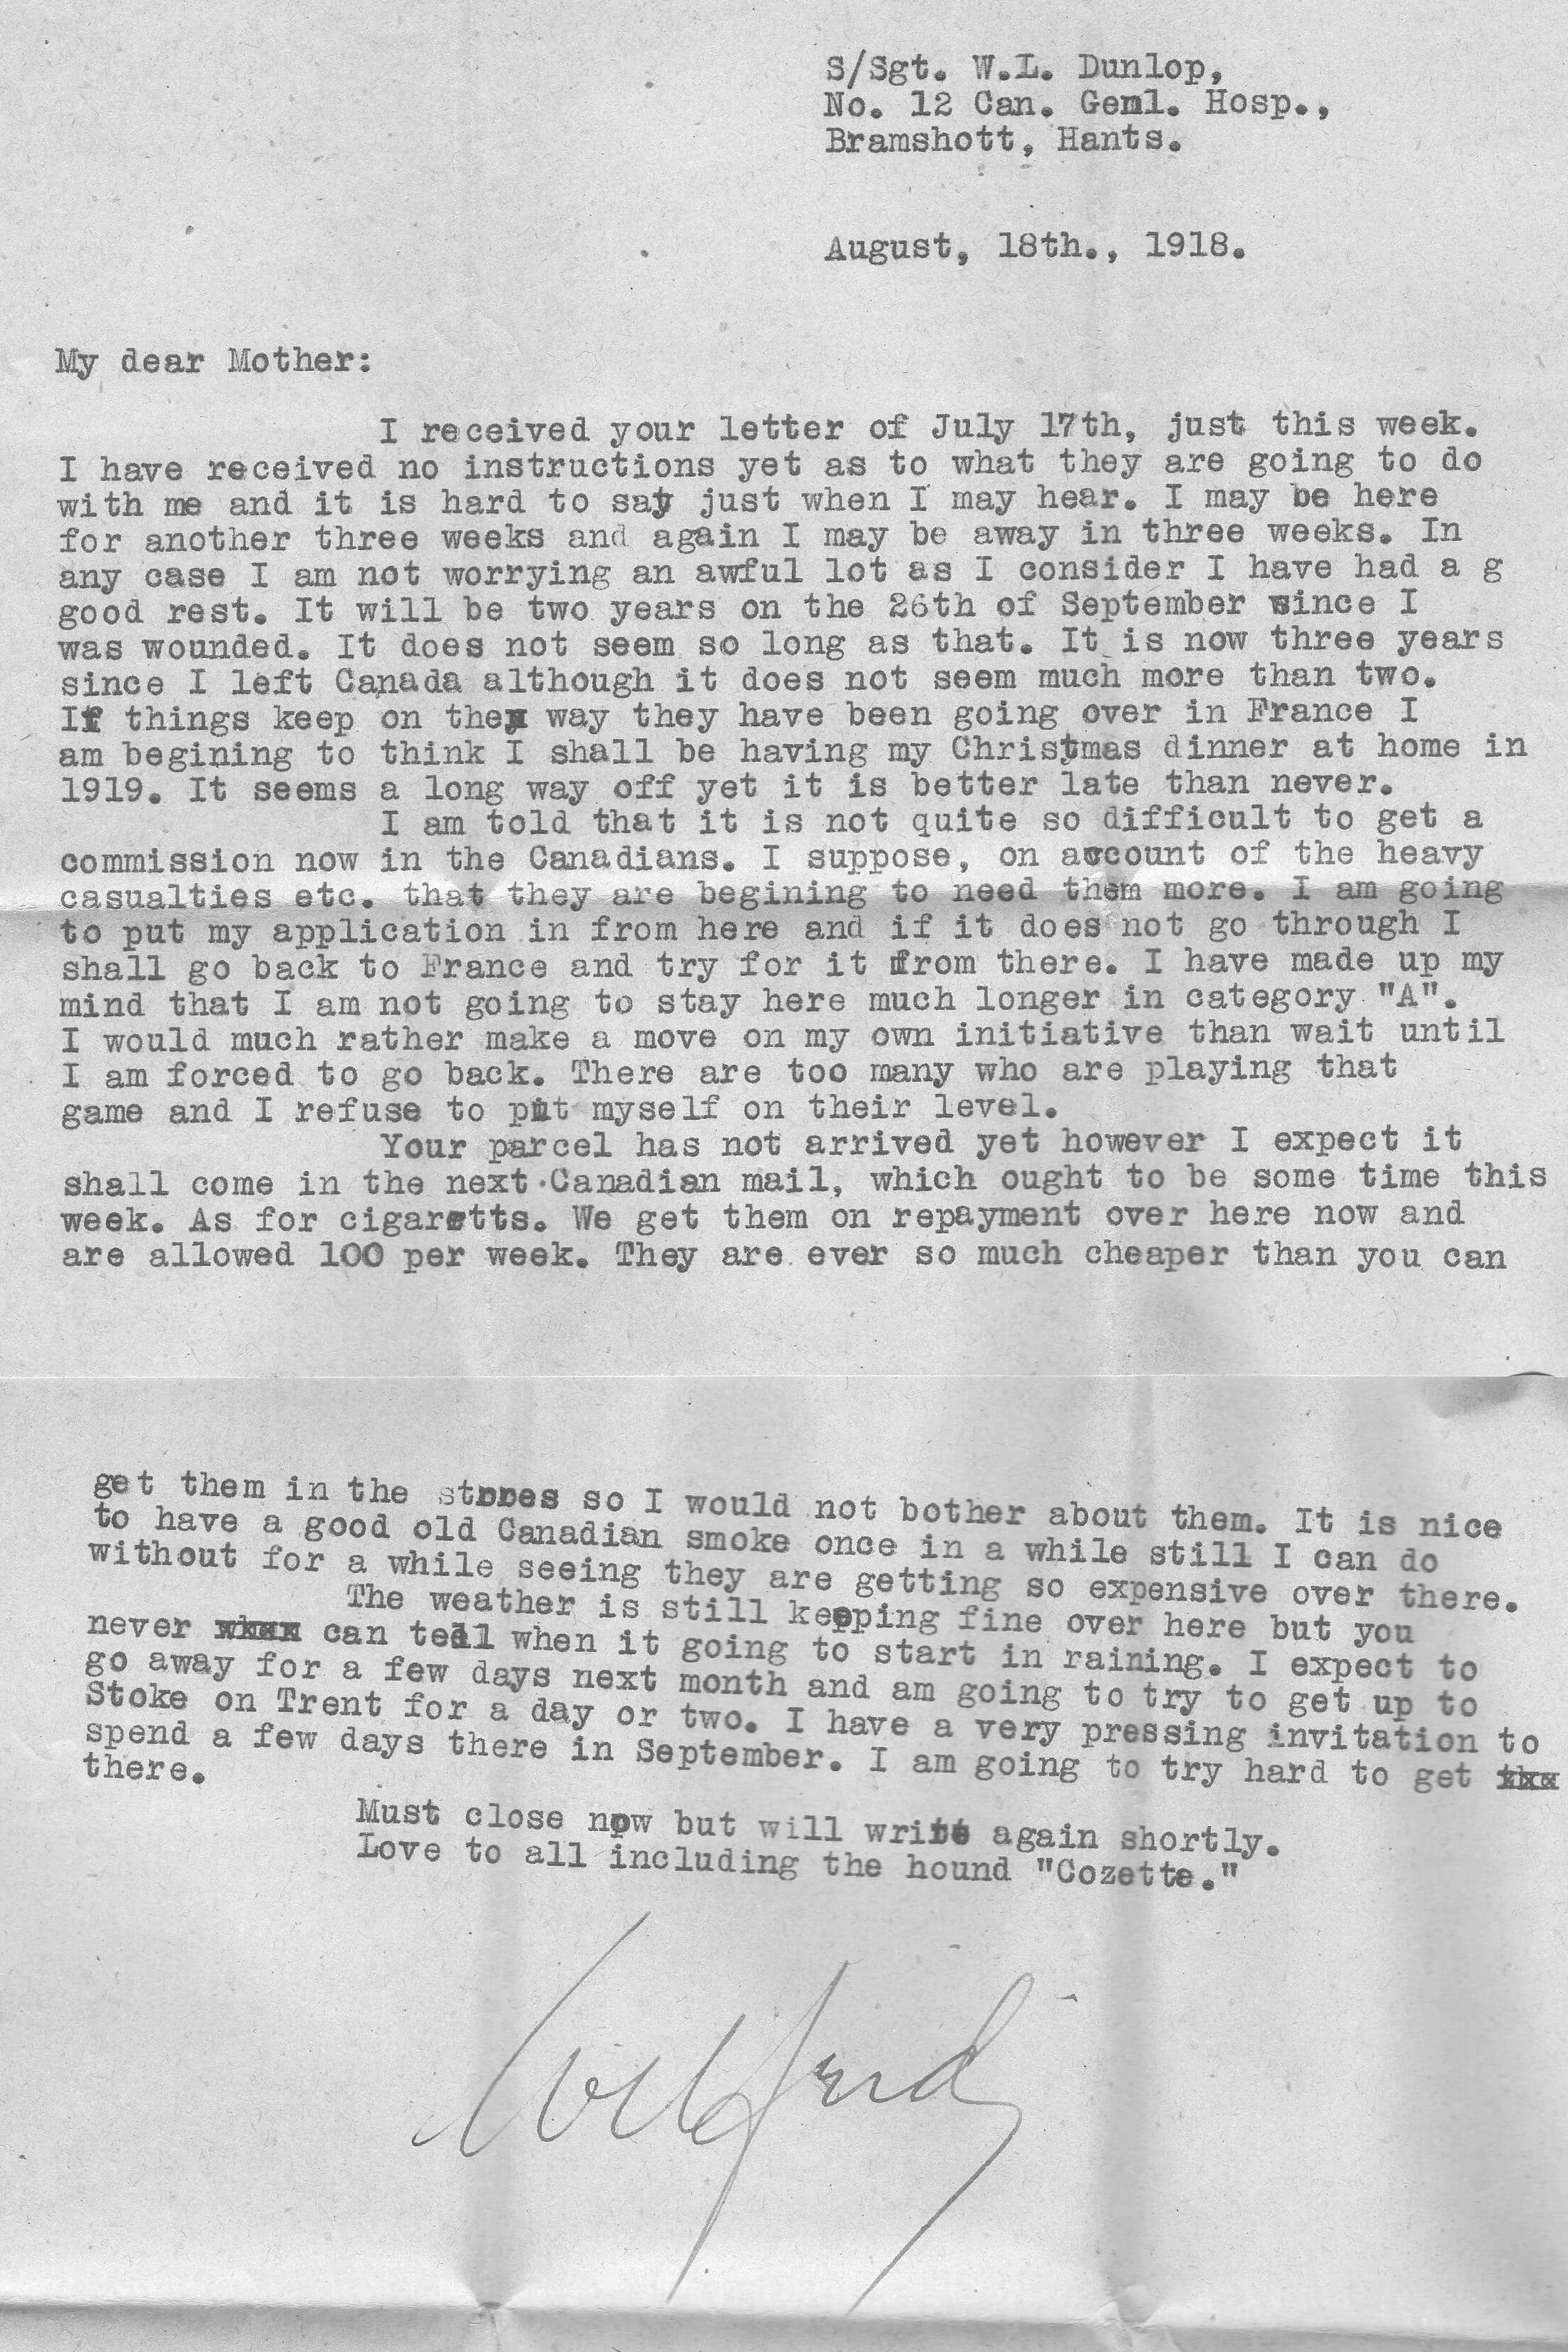 S/Sgt. W.L. Dunlop,
No. 12 Can. Genl. Hosp.,
Bramshott, Hants.
August, 18th., 1918.
My dear Mother:
I received your letter of July 17th, just this week.
I have received no instructions yet as to what they are going to do
with me and it is hard to say just when I may hear. I may be here
for another three weeks and again I may be away in three weeks. In
any case I am not worrying an awful lot as I consider I have had a g
good rest. It will be two years on the 26th of September since I
was wounded. It does not seem so long as that. It is now three years
since I left Canada although it does not seem much more than two.
If things keep on the way they have been going over in France I
am begining to think I shall be having my Christmas dinner at home in
1919. It seems a long way off yet it is better late than never.
I am told that it is not quite so difficult to get a
commission now in the Canadians. I suppose, on account of the heavy
casualties etc. that they are begining to need them more. I am going
to put my application in from here and if it does not go through I
shall go back to France and try for it from there. I have made up my
mind that I am not going to stay here much longer in category "A".
I would much rather make a move on my own initiative than wait until
I am forced to go back. There are too many who are playing that
game and I refuse to put myself on their level.
Your parcel has not arrived yet however I expect it
shall come in the next Canadian mail, which ought to be some time this
week. As for cigaretts. We get them on repayment over here now and
are allowed 100 per week. They are ever so much cheaper than you can
get them in the stores so I would not bother about them. It is nice
to have a good old Canadian smoke once in a while still I can do
without for a while seeing they are getting so expensive over there.
The weather is still keeping fine over here but you
never can tell when it going to start in raining. I expect to
go away for a few days next month and am going to try to get up to
Stoke on Trent for a day or two. I have a very pressing invitation to
spend a few days there in September. I am going to try hard to get
there.
Must close now but will write again shortly.
Love to all including the hound "Cozette."
Wilfrid